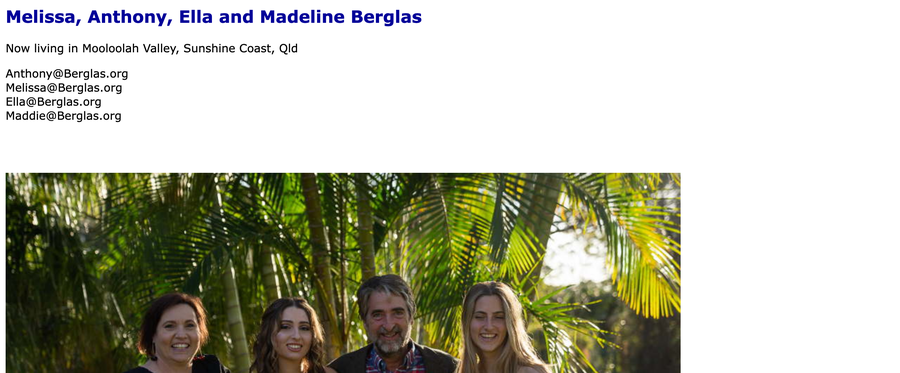 Melissa, Anthony, Ella and Madeline Berglas
Now living in Mooloolah Valley, Sunshine Coast, Qld
Anthony@Berglas.org
Melissa@Berglas.org
Ella@Berglas.org
Maddie@Berglas.org